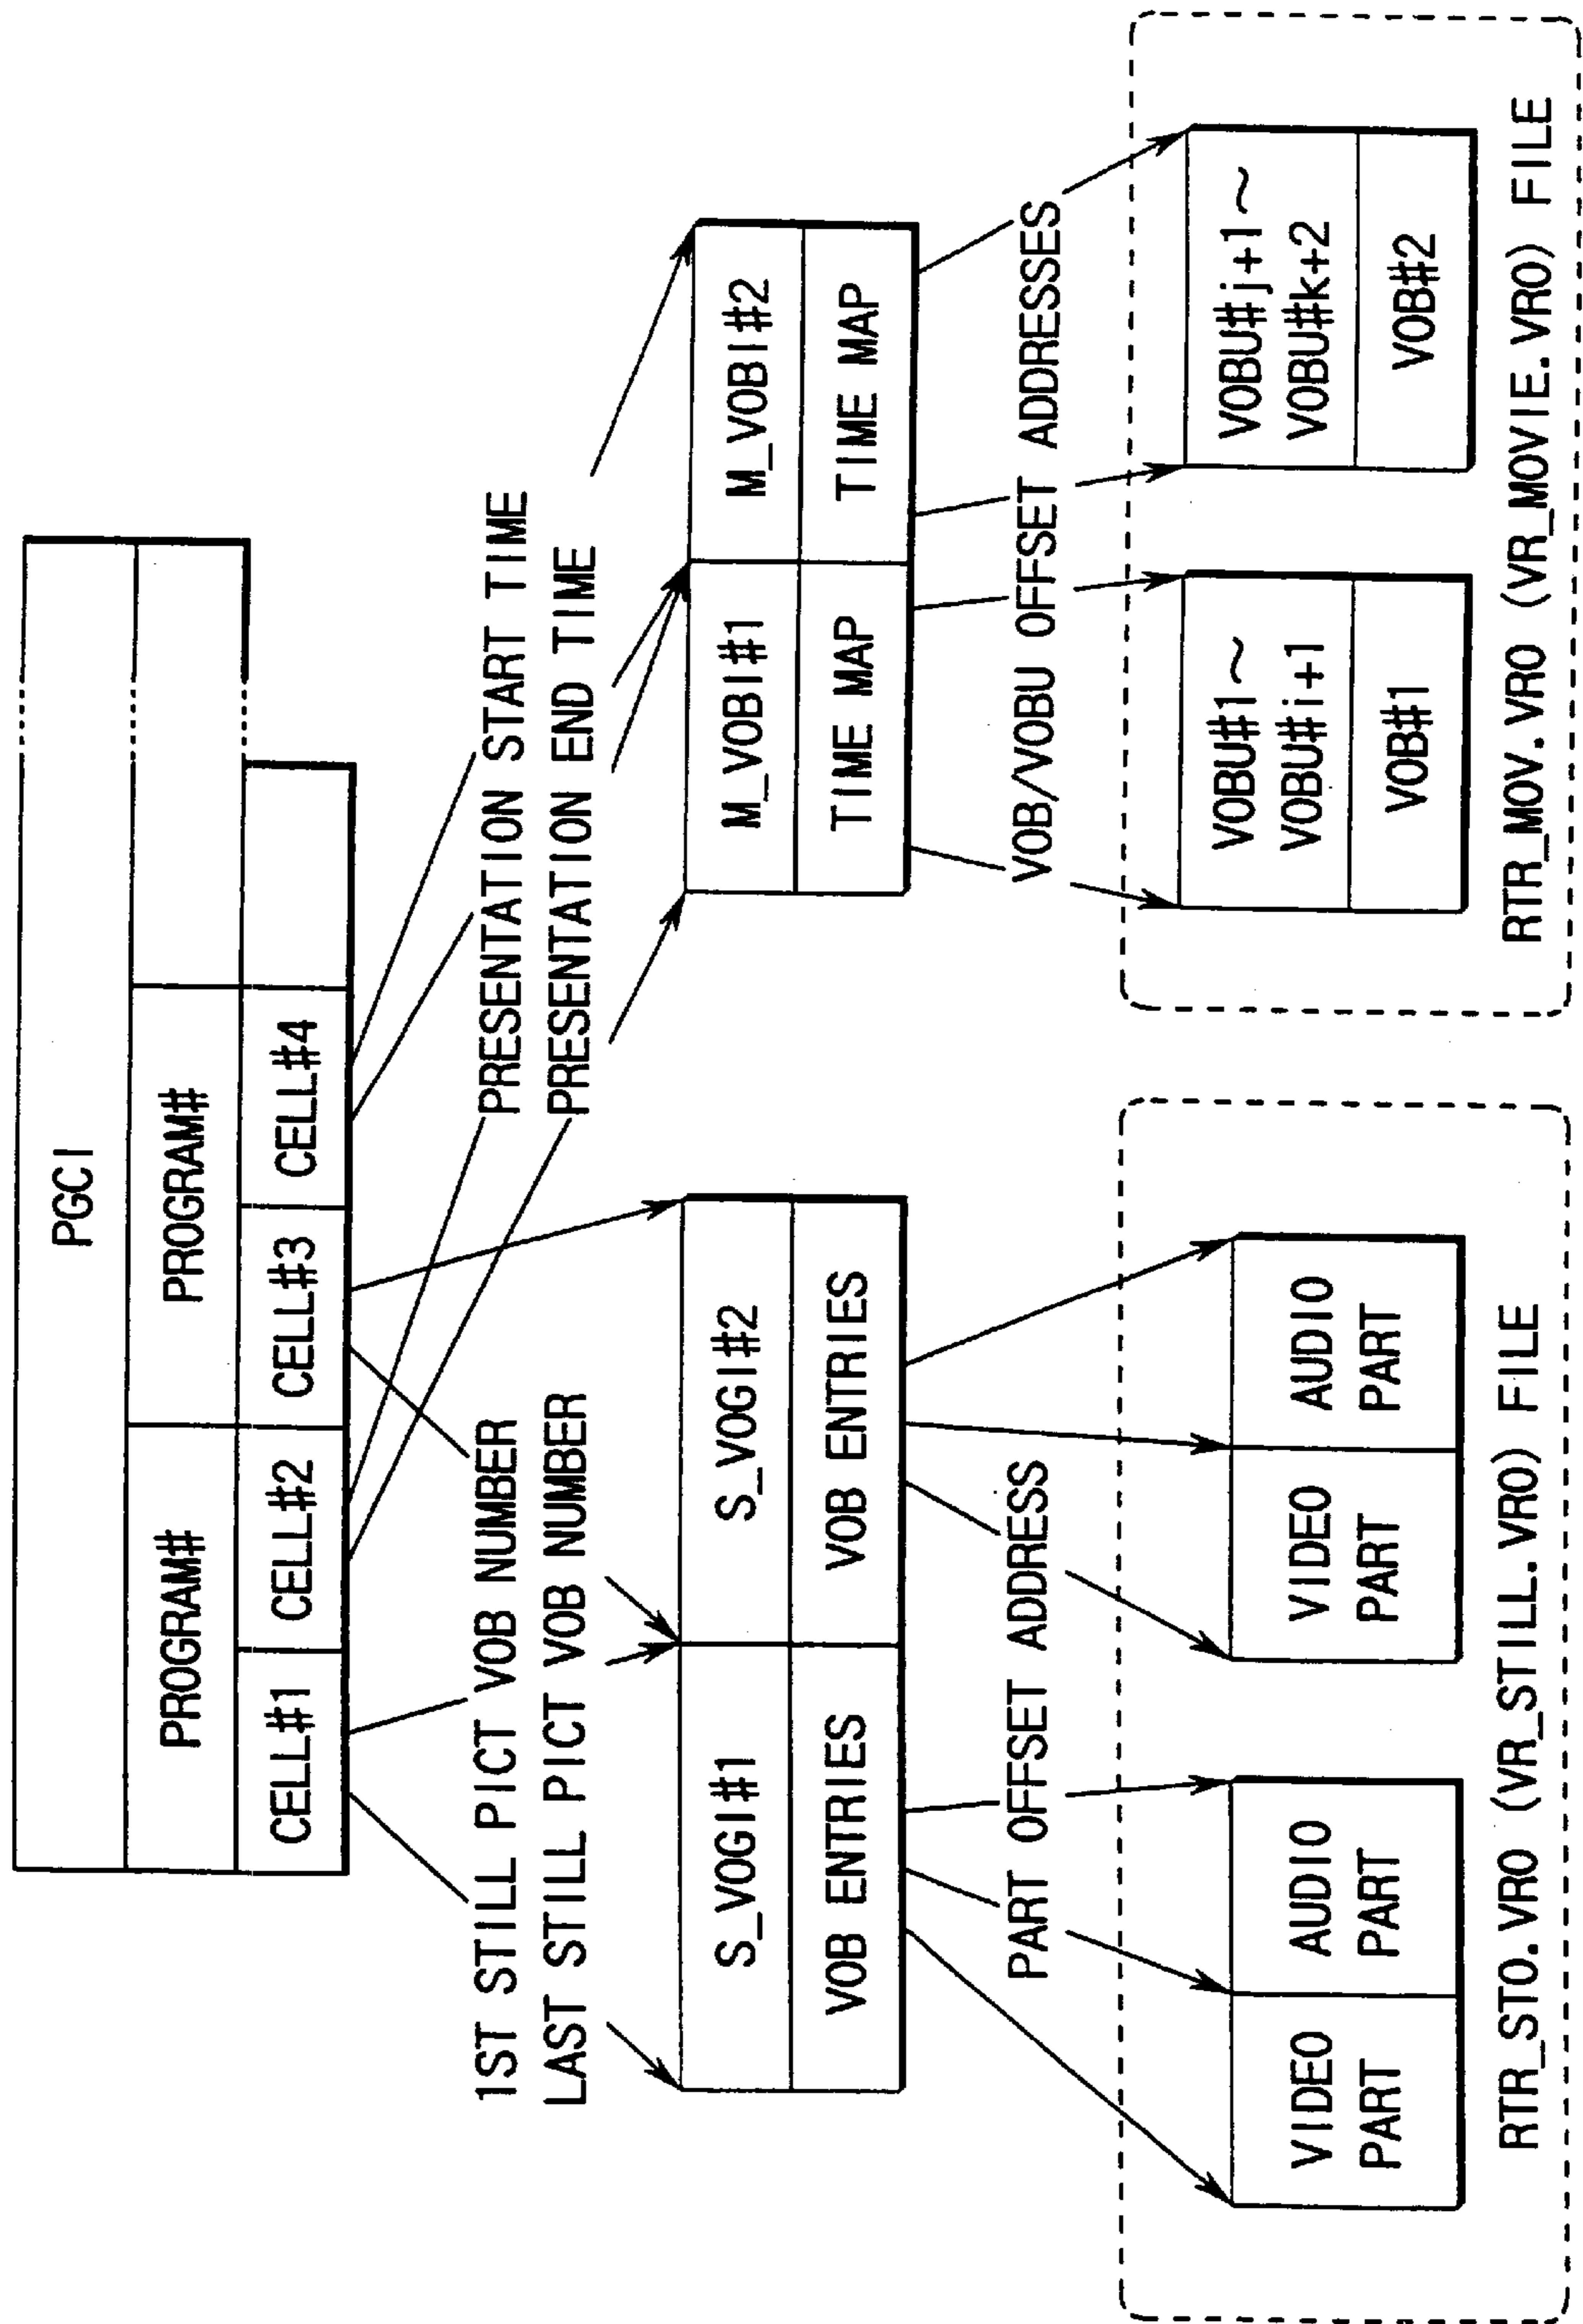 PGCI
PROGRAM#
PROGRAM#
CELL#1
CELL#2
CELL#3
CELL#4
1ST STILL PICT VOB NUMBER
LAST STILL PICT VOB NUMBER
PRESENTATION START TIME
PRESENTATION END TIME
S_VOGI#1
S_VOGI#2
VOB ENTRIES
VOB ENTRIES
M_VOBI#1
M_VOBI#2
TIME MAP
TIME MAP
PART OFFSET ADDRESS
VOB/VOBU OFFSET ADDRESSES
VIDEO
PART
AUDIO
PART
VIDEO
PART
AUDIO
PART
VOBU#1~
VOBU#i+1
VOB#1
VOBU#j+1~
VOBU#k+2
VOB#2
RTR_STO.VRO (VR_STILL.VRO) FILE
RTR_MOV.VRO (VR_MOVIE.VRO) FILE